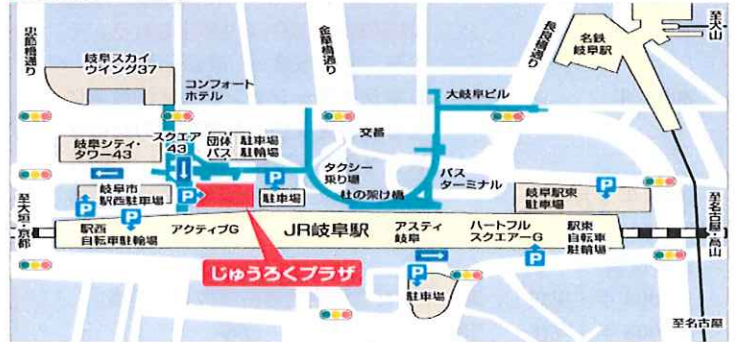 忠節橋通り
金華橋通り
長良橋通り
至犬山
名鉄
岐阜駅
岐阜スカイ
ウイング37
コンフォート
ホテル
大岐阜ビル
岐阜シティ・
タワー43
スクエア
43
団体
バス
駐車場
駐輪場
交番
タクシー
乗り場
バス
ターミナル
杜の架け橋
岐阜市
駅西駐車場
駐車場
岐阜駅東
駐車場
至大垣・京都
至名古屋・高山
駅西
自転車駐輪場
アクティブG
JR岐阜駅
アスティ
岐阜
ハートフル
スクエアーG
駅東
自転車
駐輪場
じゅうろくプラザ
駐車場
至名古屋
P
P
P
P
P
P
P
P